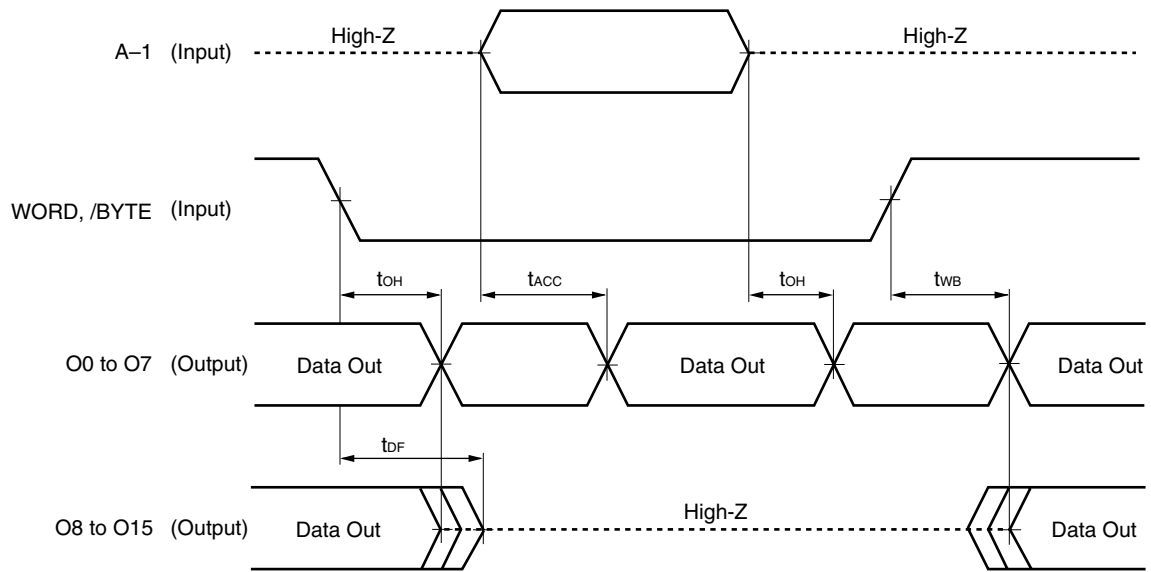 High-Z
High-Z
A–1 (Input)
WORD, /BYTE (Input)
tOH
tACC
tOH
tWB
O0 to O7 (Output)
Data Out
Data Out
Data Out
tDF
High-Z
O8 to O15 (Output)
Data Out
Data Out